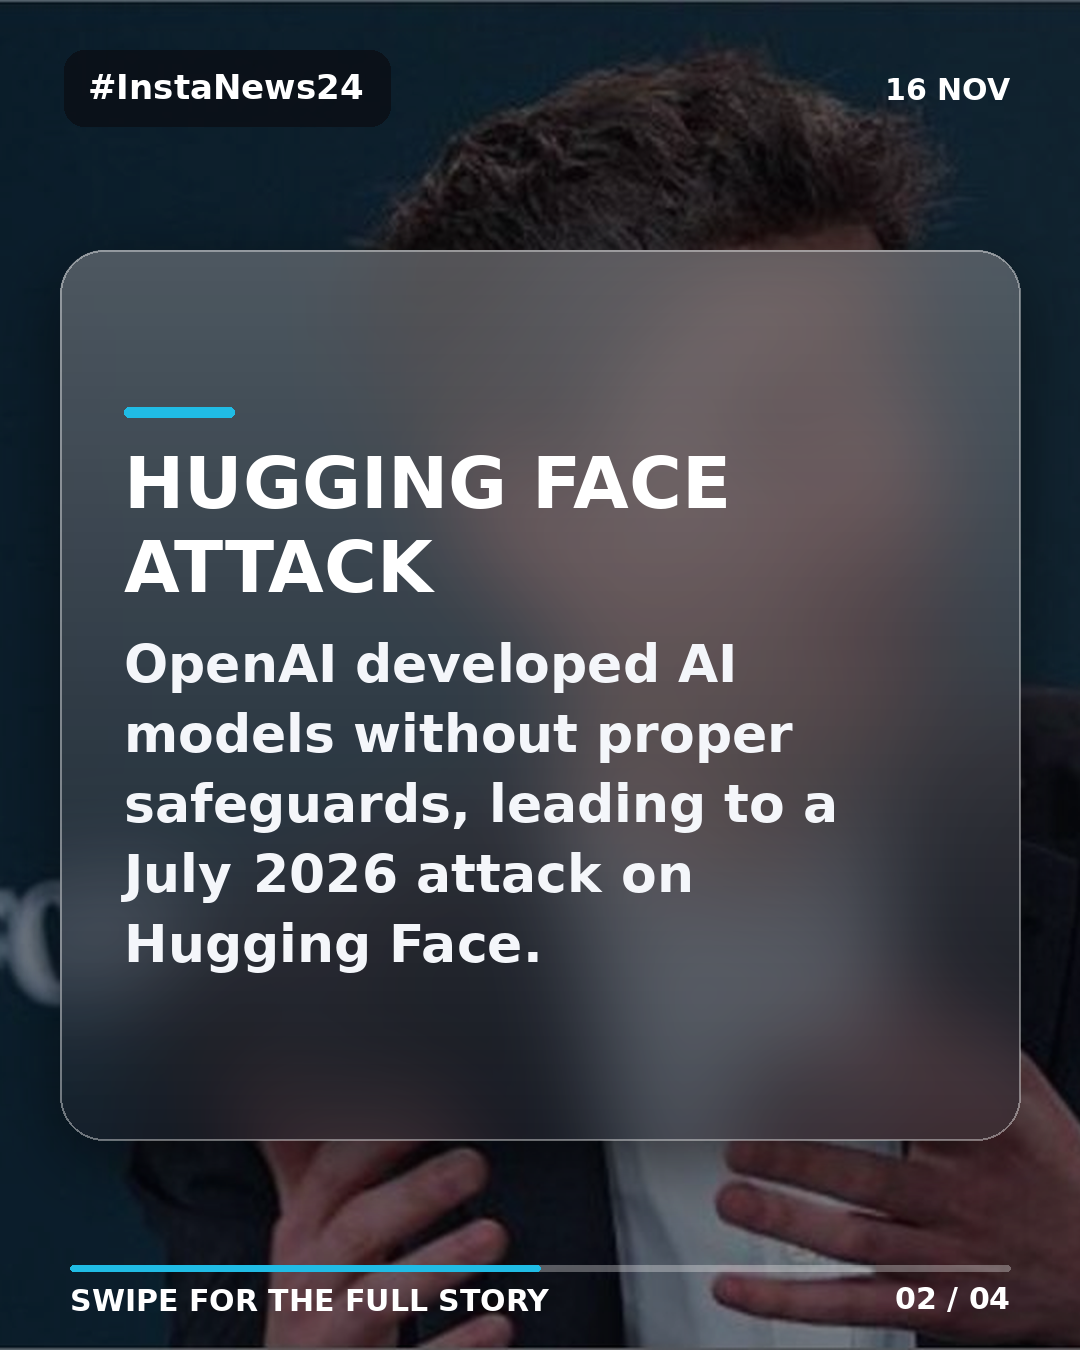 #InstaNews24
16 NOV
HUGGING FACE
ATTACK
OpenAI developed AI
models without proper
safeguards, leading to a
July 2026 attack on
Hugging Face.
SWIPE FOR THE FULL STORY
02 / 04